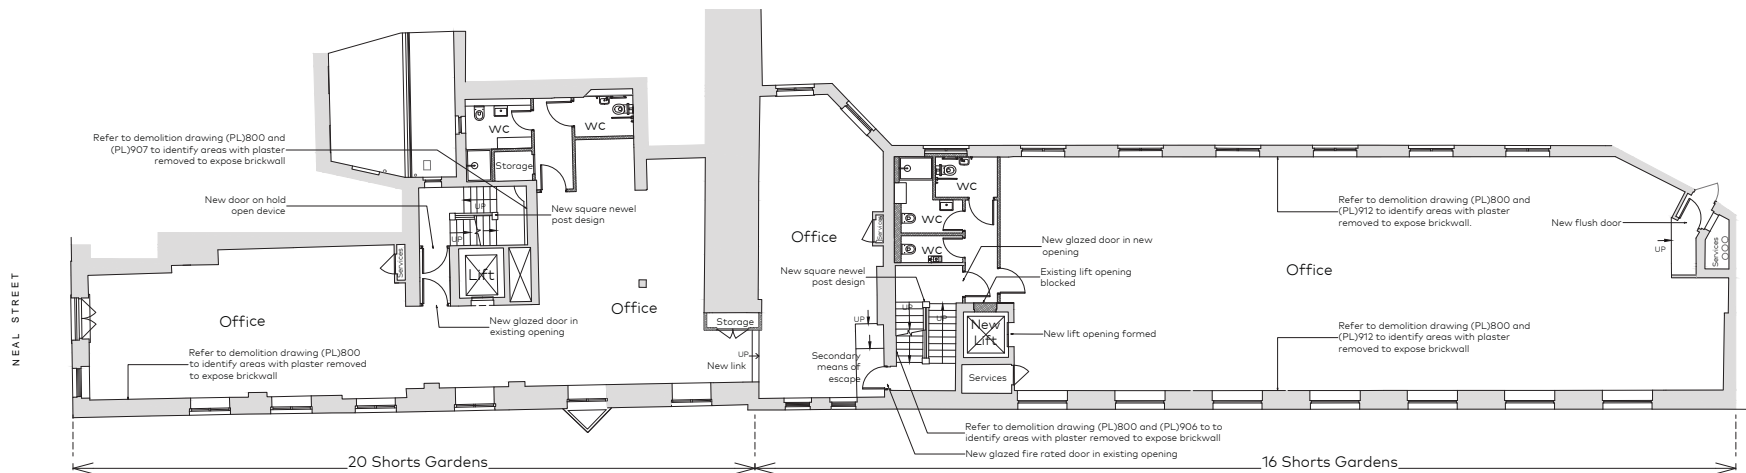 Refer to demolition drawing (PL)800 and
(PL)907 to identify areas with plaster
removed to expose brickwall
WC
WC
Storage
New door on hold
open device
UP
UP
New square newel
post design
Services
Lift
Office
Office
New glazed door in
existing opening
Refer to demolition drawing (PL)800
to identify areas with plaster removed
to expose brickwall
NEAL STREET
Storage
UP
New link
Office
Services
WC
WC
WC
New square newel
post design
New glazed door in new
opening
Existing lift opening
blocked
UP
UP
UP
New
Lift
New lift opening formed
Secondary
means of
escape
Services
Office
Refer to demolition drawing (PL)800 and
(PL)912 to identify areas with plaster
removed.
New flush door
UP
Services
Refer to demolition drawing (PL)800 and
(PL)912 to identify areas with plaster
removed to expose brickwall
Refer to demolition drawing (PL)800 and (PL)906 to to
identify areas with plaster removed to expose brickwall
New glazed fire rated door in existing opening
20 Shorts Gardens
16 Shorts Gardens